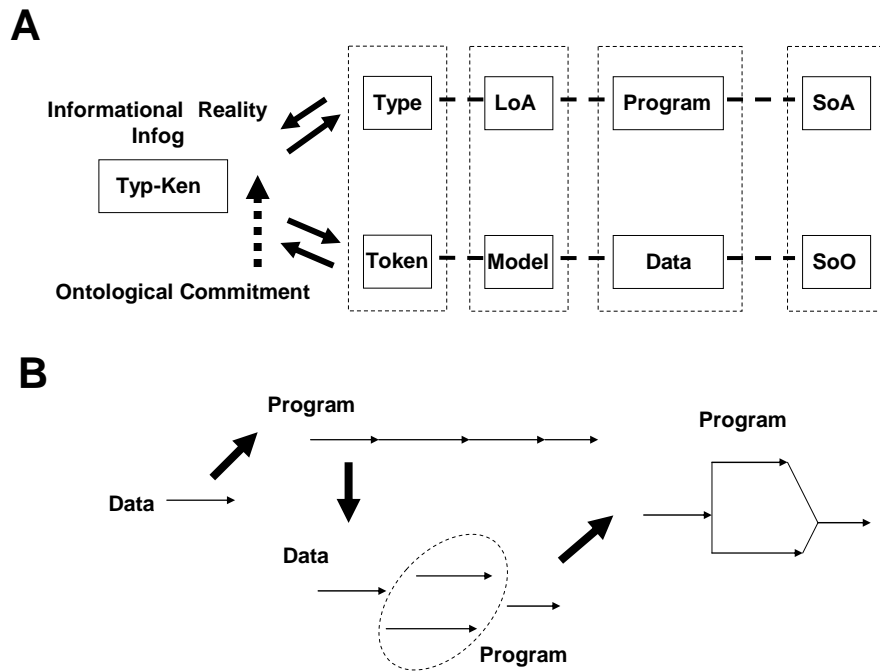 A
Type LoA Program SoA
Informational Reality
Infog
Typ-Ken
Token Model Data SoO
Ontological Commitment
B
Program
Program
Data
Data
Program